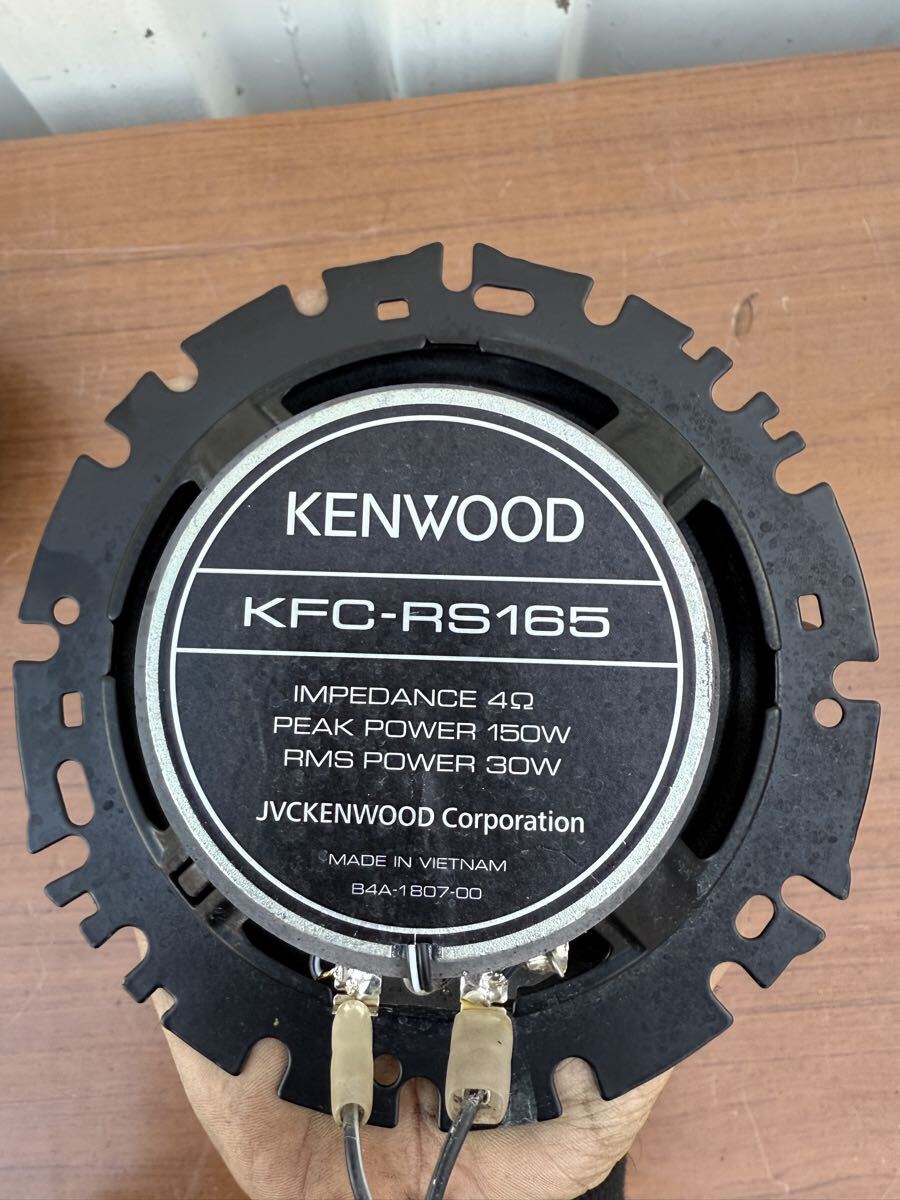 KENWOOD
KFC-RS165
IMPEDANCE 4Ω
PEAK POWER 150W
RMS POWER 30W
JVCKENWOOD Corporation
MADE IN VIETNAM
B4A-1807-00